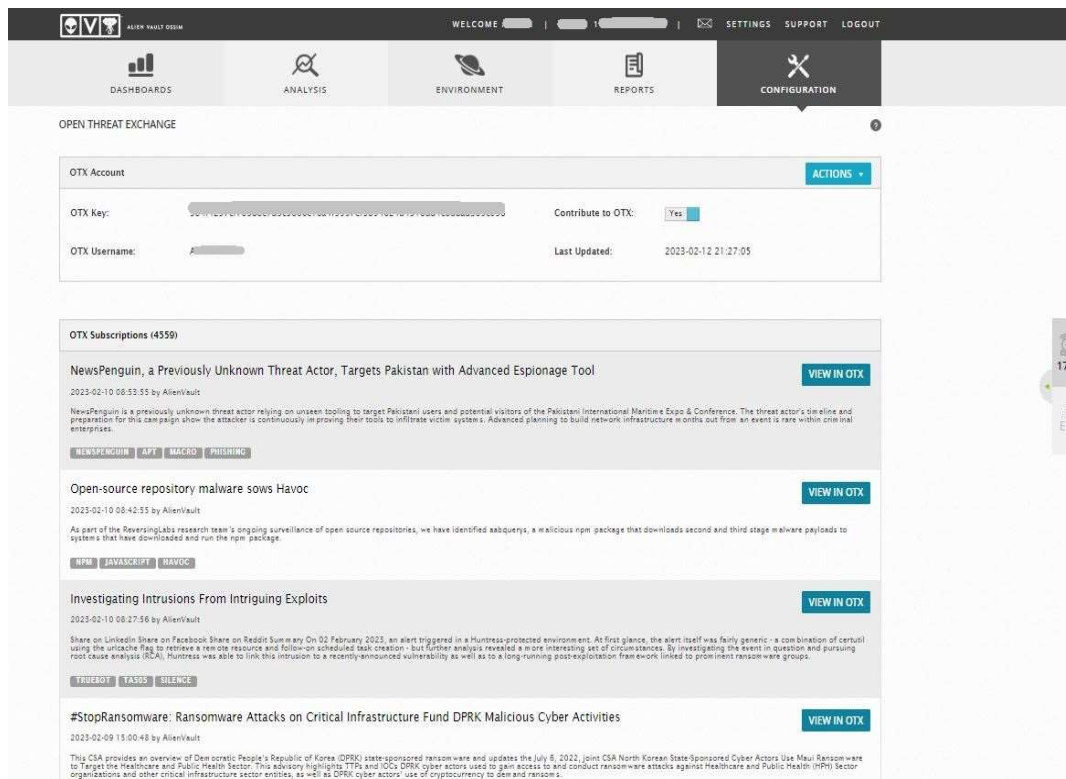 ALIEN VAULT OSSIM
WELCOME | | SETTINGS SUPPORT LOGOUT
DASHBOARDS ANALYSIS ENVIRONMENT REPORTS CONFIGURATION
OPEN THREAT EXCHANGE
OTX Account ACTIONS
OTX Key: Contribute to OTX: Yes
OTX Username: Last Updated: 2023-02-12 21:27:05
OTX Subscriptions (4559)
NewsPenguin, a Previously Unknown Threat Actor, Targets Pakistan with Advanced Espionage Tool VIEW IN OTX
2023-02-10 08:53:55 by AlienVault
NewsPenguin is a previously unknown threat actor relying on unseen tooling to target Pakistani users and potential visitors of the Pakistani International Maritime Expo & Conference. The threat actor's timeline and
preparation for this campaign show the attacker is continuously improving their tools to infiltrate victim systems. Advanced planning to build network infrastructure months out from an event is rare within criminal
enterprises.
NEWSPENGUIN APT MACRO PHISHING
Open-source repository malware sows Havoc VIEW IN OTX
2023-02-10 08:42:55 by AlienVault
As part of the ReversingLabs research team's ongoing surveillance of open source repositories, we have identified aabquerys, a malicious npm package that downloads second and third stage malware payloads to
systems that have downloaded and run the npm package.
NPM JAVASCRIPT HAVOC
Investigating Intrusions From Intriguing Exploits VIEW IN OTX
2023-02-10 08:27:56 by AlienVault
Share on LinkedIn Share on Facebook Share on Reddit Summary On 02 February 2023, an alert triggered in a Huntress-protected environment. At first glance, the alert itself was fairly generic - a combination of certutil
using the urlcache flag to retrieve a remote resource and follow-on scheduled task creation - but further analysis revealed a more interesting set of circumstances. By investigating the event in question and pursuing
root cause analysis (RCA), Huntress was able to link this intrusion to a recently-announced vulnerability as well as to a long-running post-exploitation framework linked to prominent ransomware groups.
TRUEBOT TA505 SILENCE
#StopRansomware: Ransomware Attacks on Critical Infrastructure Fund DPRK Malicious Cyber Activities VIEW IN OTX
2023-02-09 15:00:48 by AlienVault
This CSA provides an overview of Democratic People's Republic of Korea (DPRK) state-sponsored ransomware and updates the July 6, 2022, joint CSA North Korean State-Sponsored Cyber Actors Use Maui Ransomware
to Target the Healthcare and Public Health Sector. This advisory highlights TTPs and IOCs DPRK cyber actors used to gain access to and conduct ransomware attacks against Healthcare and Public Health (HPH) Sector
organizations and other critical infrastructure sector entities, as well as DPRK cyber actors' use of cryptocurrency to demand ransoms.
17